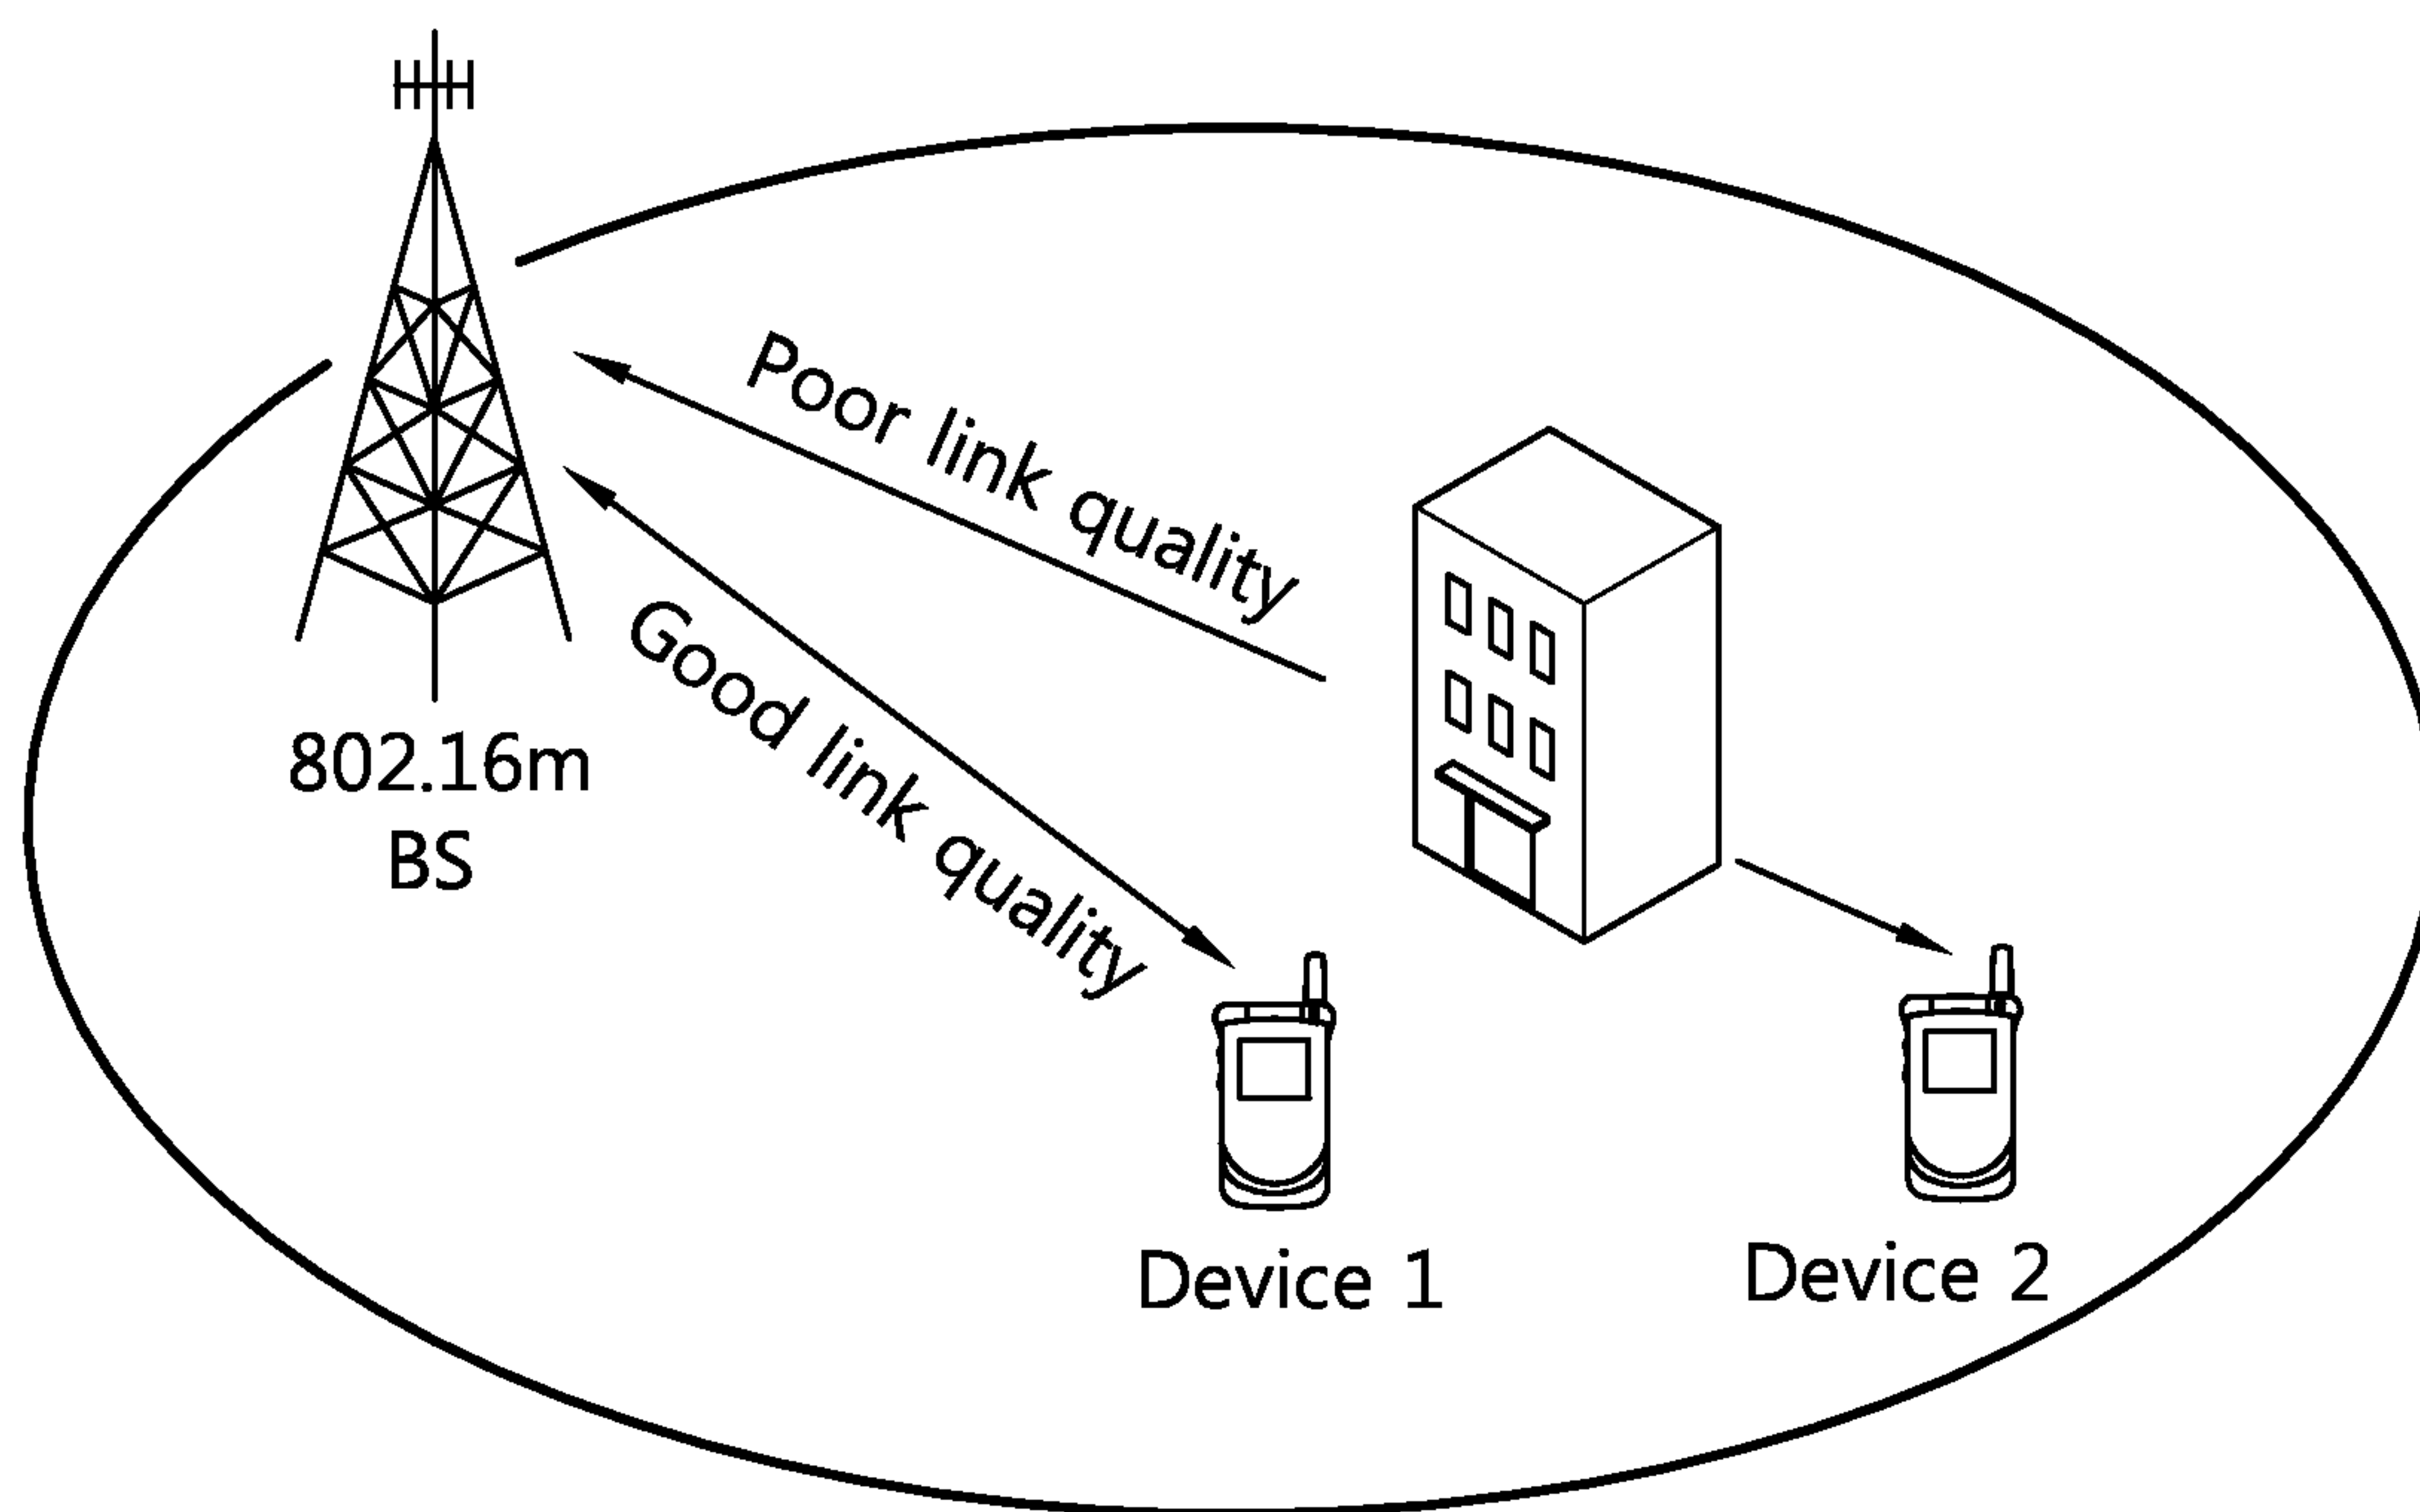 Poor link quality
Good link quality
802.16m
BS
Device 1
Device 2